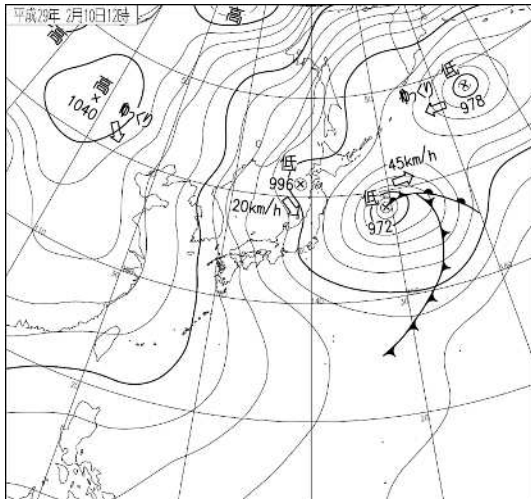 平成29年 2月10日12時
高
高
高
1040
ゆっくり
低
978
ゆっくり
低
996
20km/h
45km/h
低
972